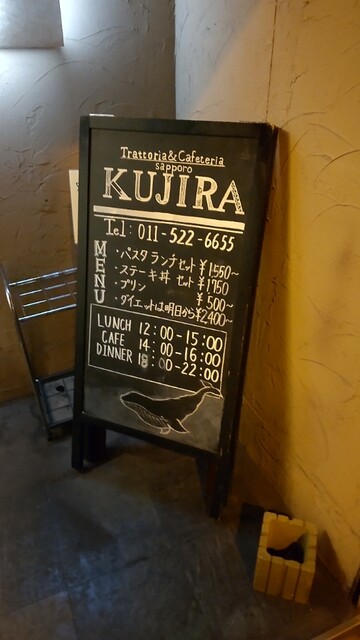 Trattoria & Cafeteria
sapporo
KUJIRA
Tel: 011-522-6655
MENU
・パスタランチセット ¥1,550~
・ステーキ丼 セット ¥1750
・プリン ¥500~
・ダイエットは明日から ¥2,400~
LUNCH 12:00-15:00
CAFE 14:00-16:00
DINNER 18:00-22:00